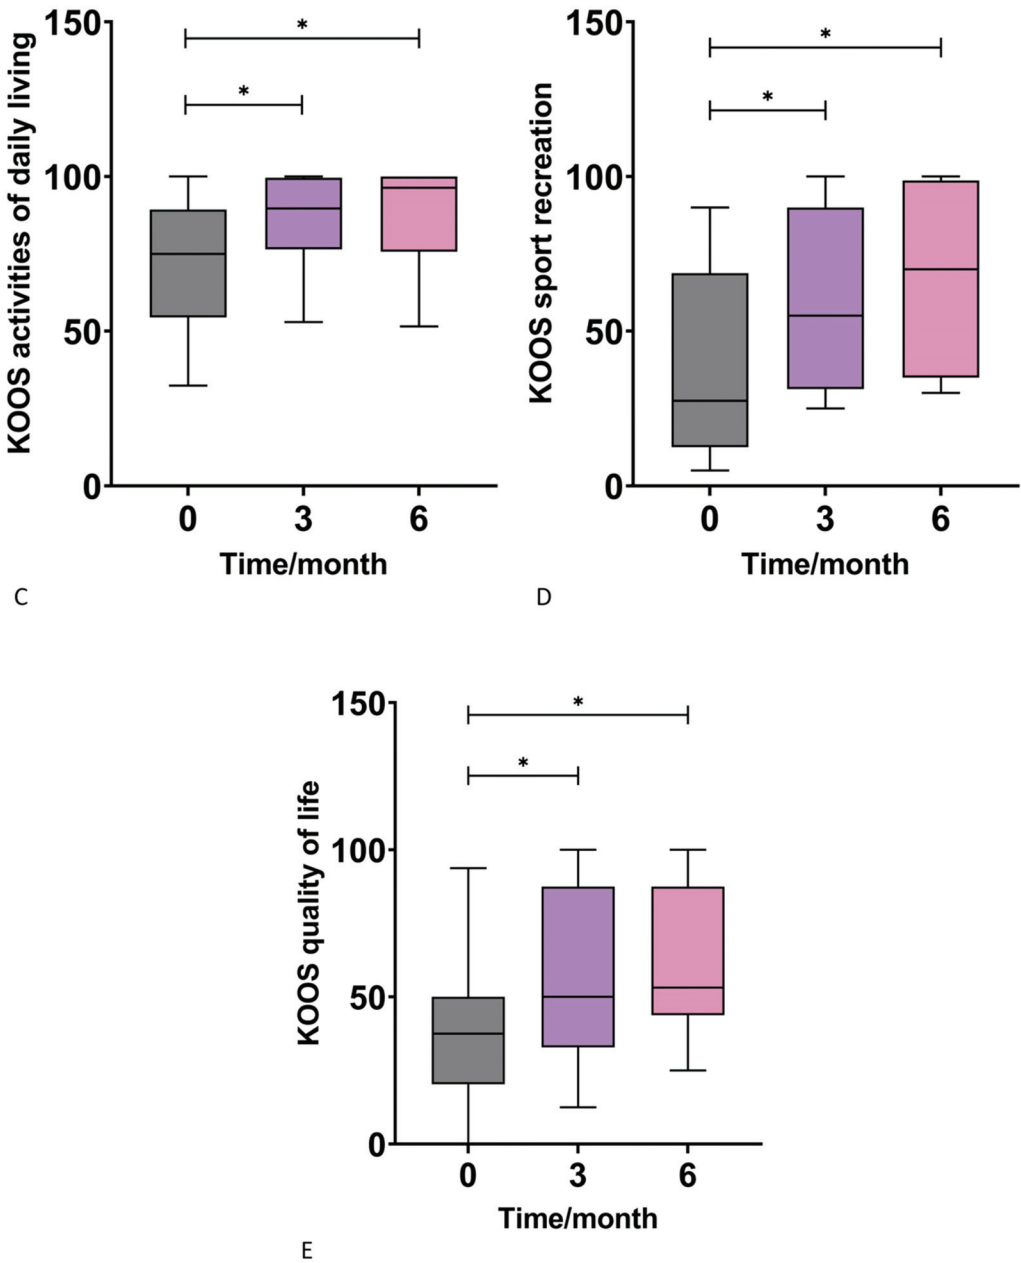 KOOS activities of daily living
150
100
50
0
*
*
0 3 6
Time/month
C
KOOS sport recreation
150
100
50
0
*
*
0 3 6
Time/month
D
KOOS quality of life
150
100
50
0
*
*
0 3 6
Time/month
E